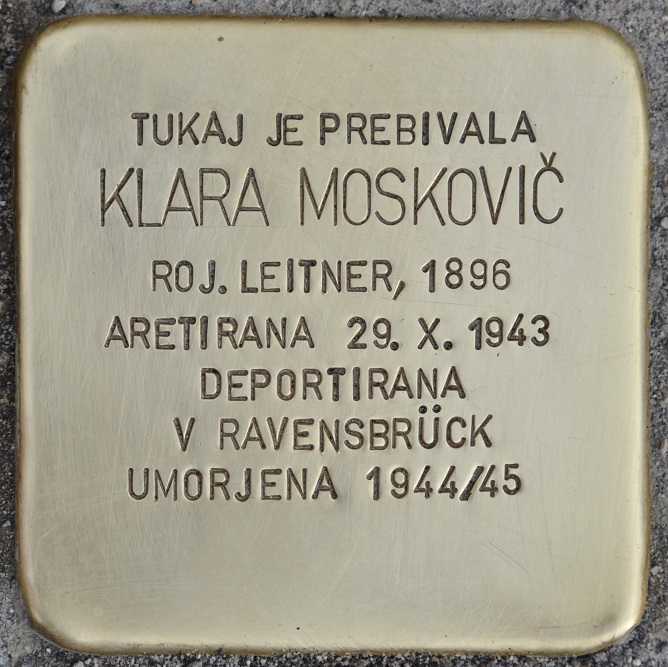 TUKAJ JE PREBIVALA
KLARA MOSKOVIČ
ROJ. LEITNER, 1896
ARETIRANA 29. X. 1943
DEPORTIRANA
V RAVENSBRÜCK
UMORJENA 1944/45